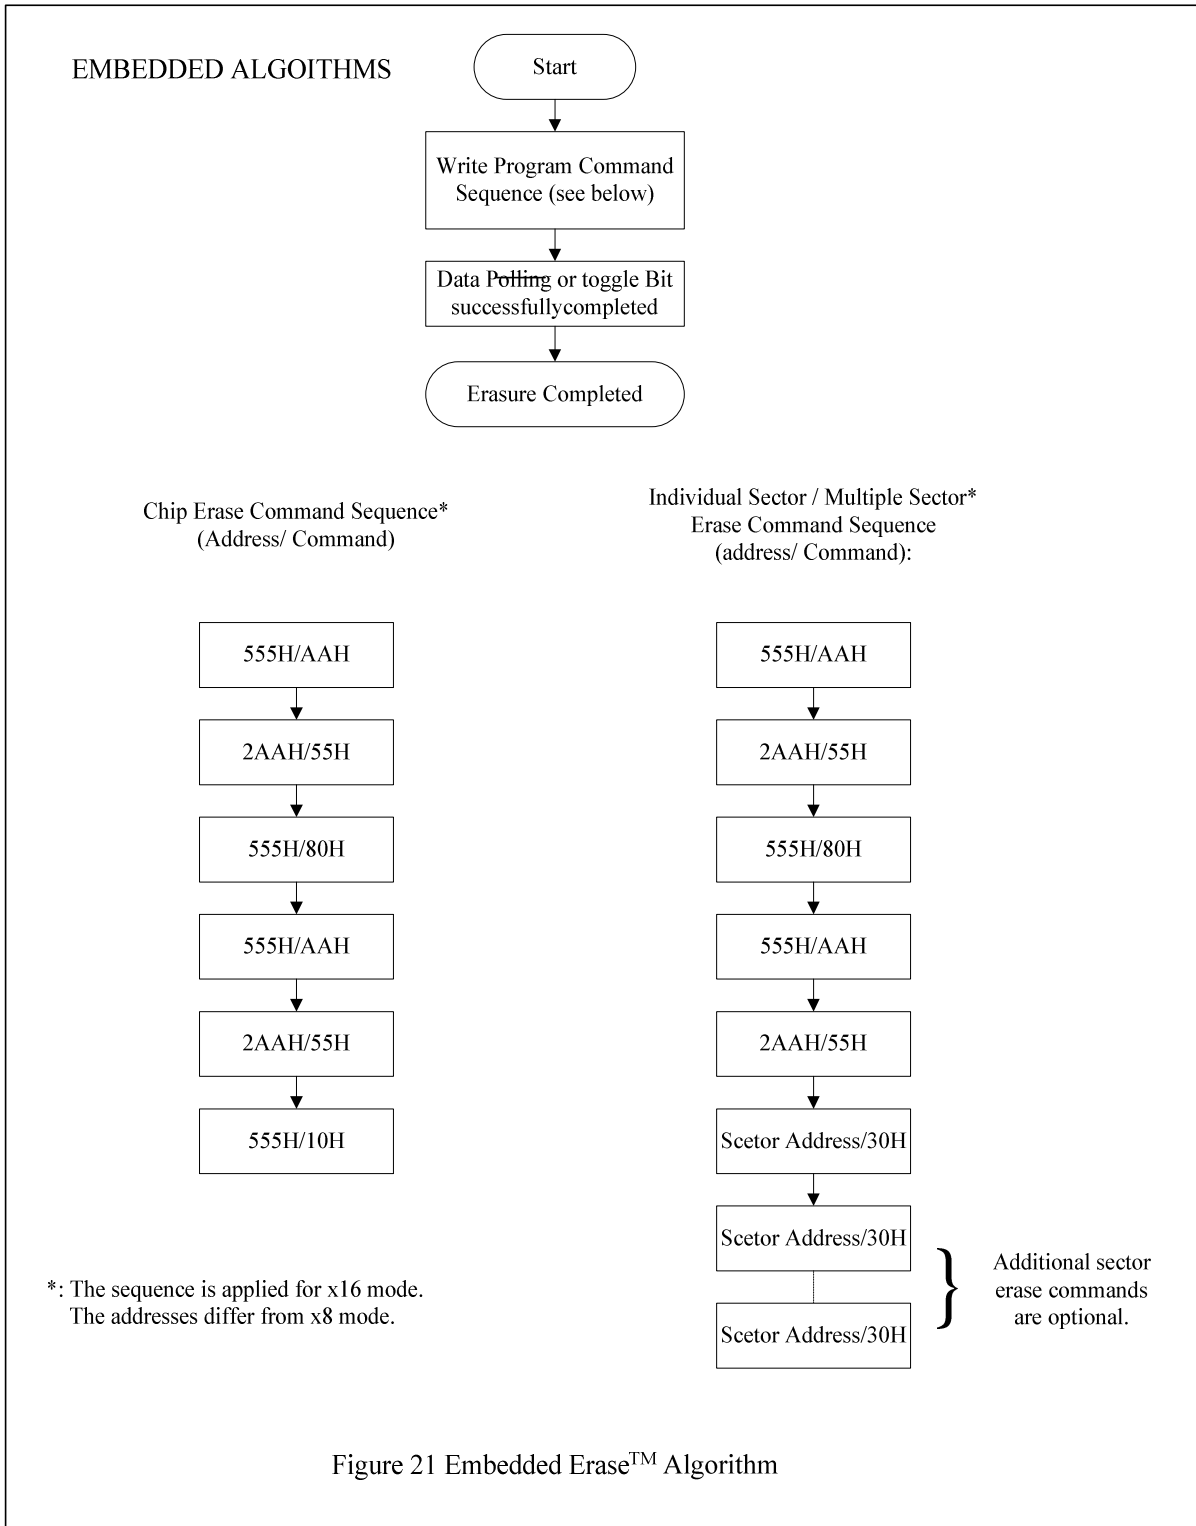 EMBEDDED ALGOITHMS
Start
Write Program Command
Sequence (see below)
Data Polling or toggle Bit
successfullycompleted
Erasure Completed
Chip Erase Command Sequence*
(Address/ Command)
555H/AAH
2AAH/55H
555H/80H
555H/AAH
2AAH/55H
555H/10H
*: The sequence is applied for x16 mode.
The addresses differ from x8 mode.
Individual Sector / Multiple Sector*
Erase Command Sequence
(address/ Command):
555H/AAH
2AAH/55H
555H/80H
555H/AAH
2AAH/55H
Scetor Address/30H
Scetor Address/30H
Scetor Address/30H
}
Additional sector
erase commands
are optional.
Figure 21 Embedded Erase™ Algorithm